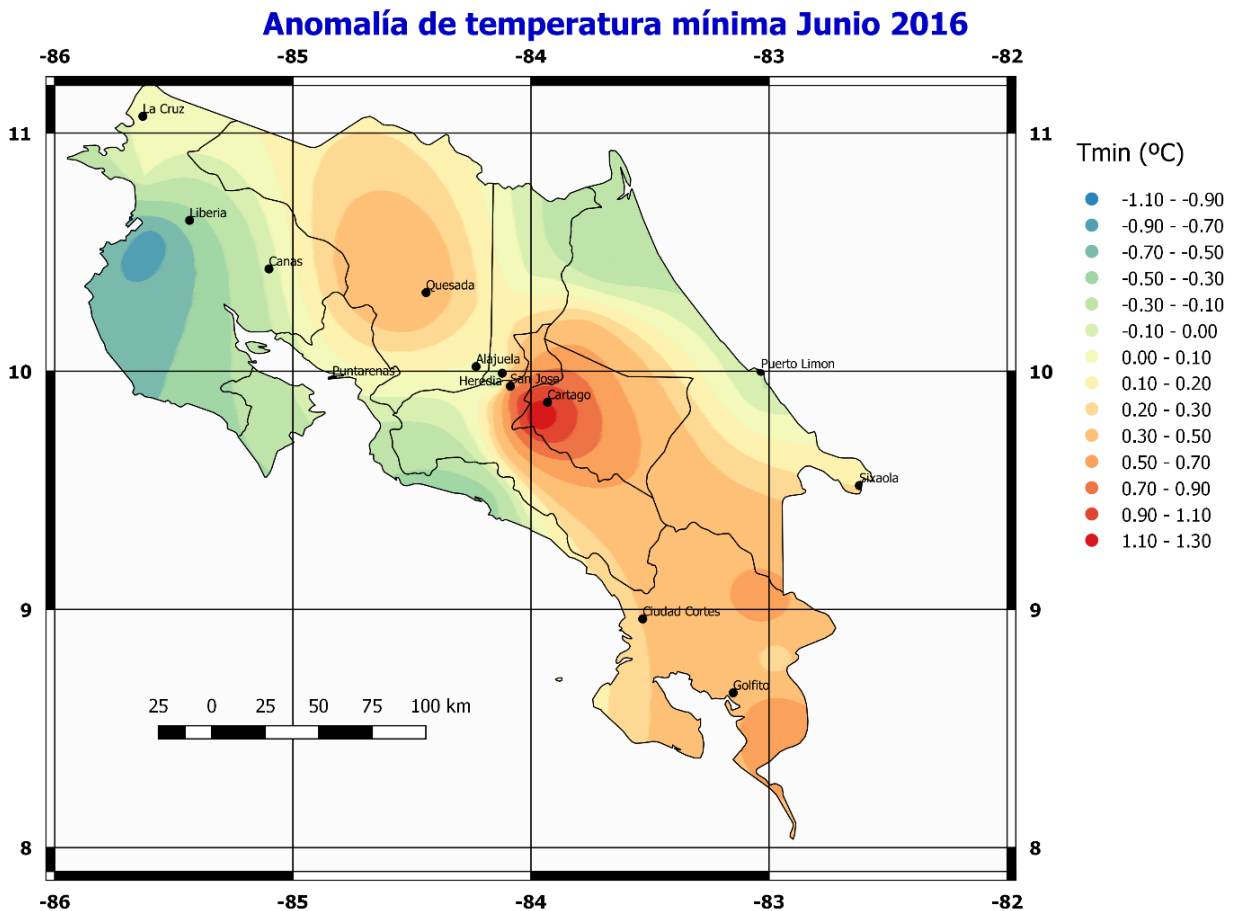 Anomalía de temperatura mínima Junio 2016
-86 -85 -84 -83 -82
La Cruz
11 11
Tmin (ºC)
-1.10 - -0.90
-0.90 - -0.70
-0.70 - -0.50
-0.50 - -0.30
-0.30 - -0.10
-0.10 - 0.00
0.00 - 0.10
0.10 - 0.20
0.20 - 0.30
0.30 - 0.50
0.50 - 0.70
0.70 - 0.90
0.90 - 1.10
1.10 - 1.30
Liberia
Canas
Quesada
Alajuela
Puerto Limon
10 10
Puntarenas
Heredia
San Jose
Cartago
Sixaola
9 9
Ciudad Cortes
Golfito
25 0 25 50 75 100 km
8 8
-86 -85 -84 -83 -82